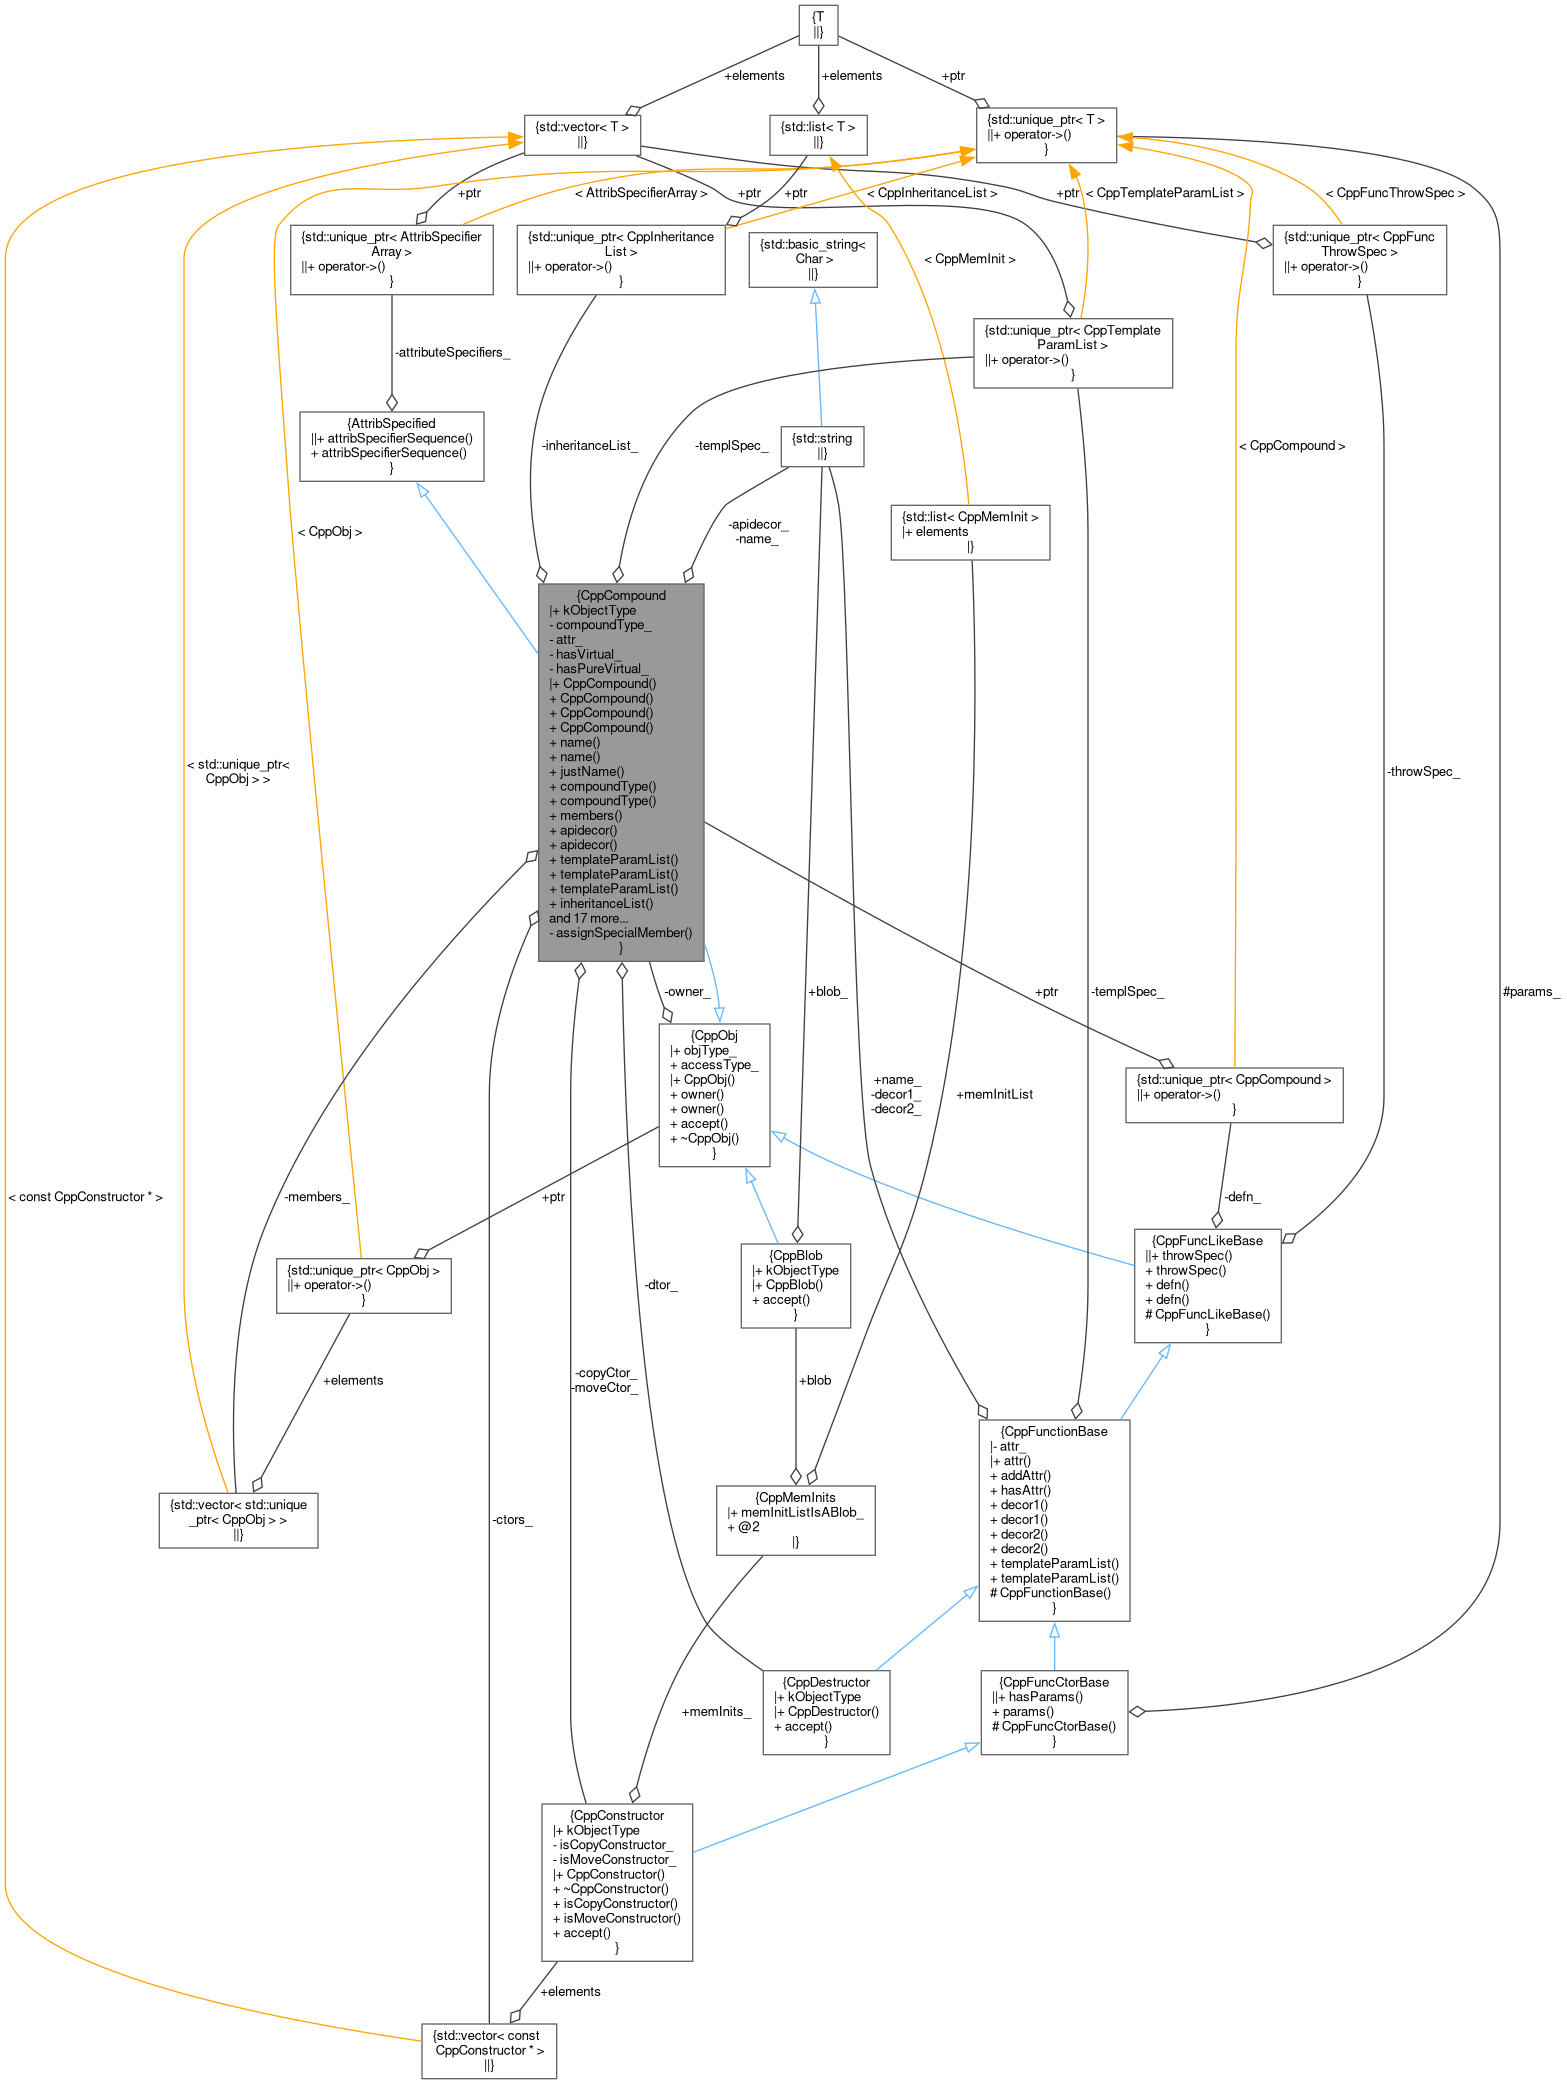 {T
||}
+elements
+elements
+ptr
{std::vector< T >
||}
{std::list< T >
||}
{std::unique_ptr< T >
||+ operator->()
}
+ptr
< AttribSpecifierArray >
+ptr
+ptr
< CppInheritanceList >
+ptr
< CppTemplateParamList >
< CppFuncThrowSpec >
{std::unique_ptr< AttribSpecifier
Array >
||+ operator->()
}
{std::unique_ptr< CppInheritance
List >
||+ operator->()
}
{std::basic_string<
Char >
||}
< CppMemInit >
{std::unique_ptr< CppFunc
ThrowSpec >
||+ operator->()
}
{std::unique_ptr< CppTemplate
ParamList >
||+ operator->()
}
-attributeSpecifiers_
{AttribSpecified
||+ attribSpecifierSequence()
+ attribSpecifierSequence()
}
-inheritanceList_
-templSpec_
{std::string
||}
< CppCompound >
< CppObj >
-apidecor_
-name_
{std::list< CppMemInit >
|+ elements
|}
{CppCompound
|+ kObjectType
- compoundType_
- attr_
- hasVirtual_
- hasPureVirtual_
|+ CppCompound()
+ CppCompound()
+ CppCompound()
+ CppCompound()
+ name()
+ name()
+ justName()
+ compoundType()
+ compoundType()
+ members()
+ apidecor()
+ apidecor()
+ templateParamList()
+ templateParamList()
+ templateParamList()
+ inheritanceList()
and 17 more...
- assignSpecialMember()
}
< std::unique_ptr<
CppObj > >
-throwSpec_
-owner_
+blob_
+ptr
-templSpec_
#params_
{CppObj
|+ objType_
+ accessType_
|+ CppObj()
+ owner()
+ owner()
+ accept()
+ ~CppObj()
}
+name_
-decor1_
-decor2_
+memInitList
{std::unique_ptr< CppCompound >
||+ operator->()
}
< const CppConstructor * >
-members_
+ptr
-defn_
{std::unique_ptr< CppObj >
||+ operator->()
}
-dtor_
{CppBlob
|+ kObjectType
|+ CppBlob()
+ accept()
}
{CppFuncLikeBase
||+ throwSpec()
+ throwSpec()
+ defn()
+ defn()
# CppFuncLikeBase()
}
+elements
-copyCtor_
-moveCtor_
+blob
{std::vector< std::unique
_ptr< CppObj > >
||}
-ctors_
{CppMemInits
|+ memInitListIsABlob_
+ @2
|}
{CppFunctionBase
|- attr_
|+ attr()
+ addAttr()
+ hasAttr()
+ decor1()
+ decor1()
+ decor2()
+ decor2()
+ templateParamList()
+ templateParamList()
# CppFunctionBase()
}
+memInits_
{CppDestructor
|+ kObjectType
|+ CppDestructor()
+ accept()
}
{CppFuncCtorBase
||+ hasParams()
+ params()
# CppFuncCtorBase()
}
{CppConstructor
|+ kObjectType
- isCopyConstructor_
- isMoveConstructor_
|+ CppConstructor()
+ ~CppConstructor()
+ isCopyConstructor()
+ isMoveConstructor()
+ accept()
}
+elements
{std::vector< const
CppConstructor * >
||}